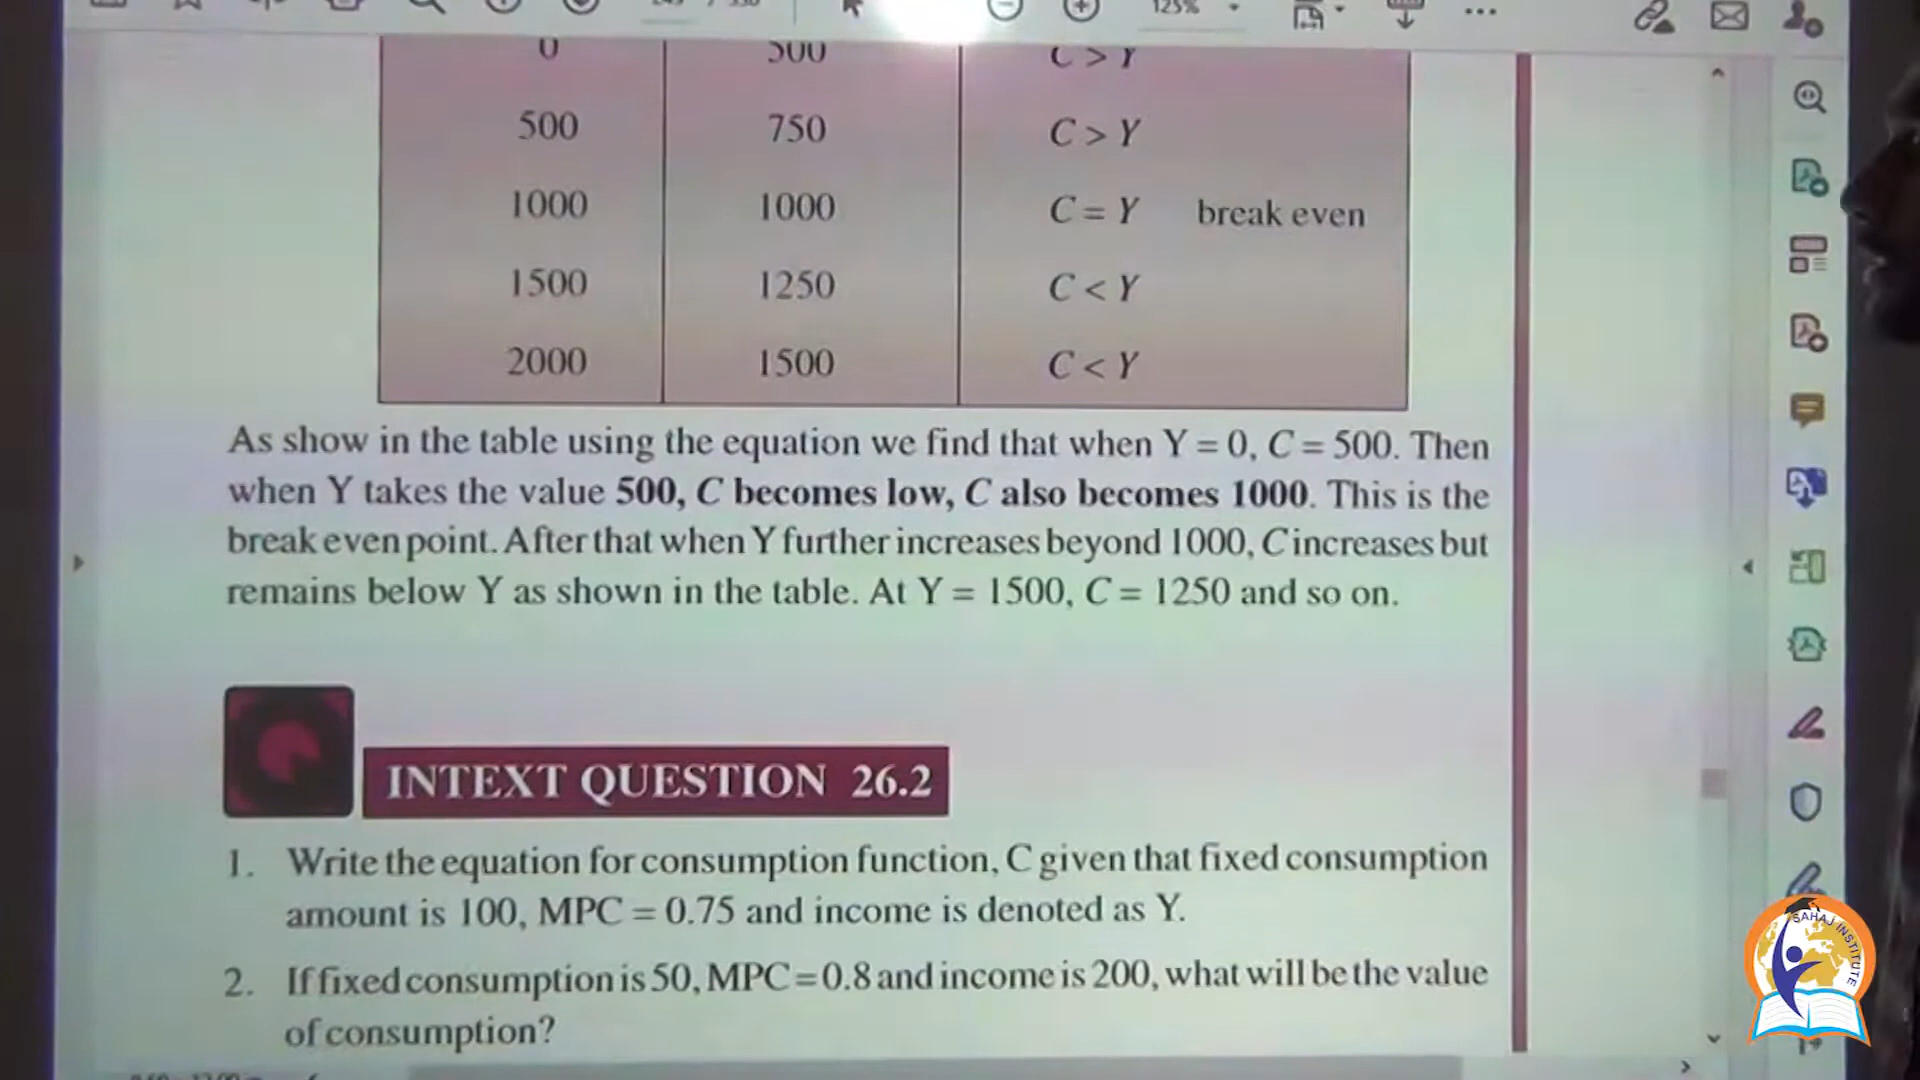 125%
0 500 C > Y
500 750 C > Y
1000 1000 C = Y break even
1500 1250 C < Y
2000 1500 C < Y
As show in the table using the equation we find that when Y = 0, C = 500. Then
when Y takes the value 500, C becomes low, C also becomes 1000. This is the
break even point. After that when Y further increases beyond 1000, C increases but
remains below Y as shown in the table. At Y = 1500, C = 1250 and so on.
INTEXT QUESTION 26.2
1. Write the equation for consumption function, C given that fixed consumption
amount is 100, MPC = 0.75 and income is denoted as Y.
2. If fixed consumption is 50, MPC = 0.8 and income is 200, what will be the value
of consumption?
SAHAJ INSTITUTE